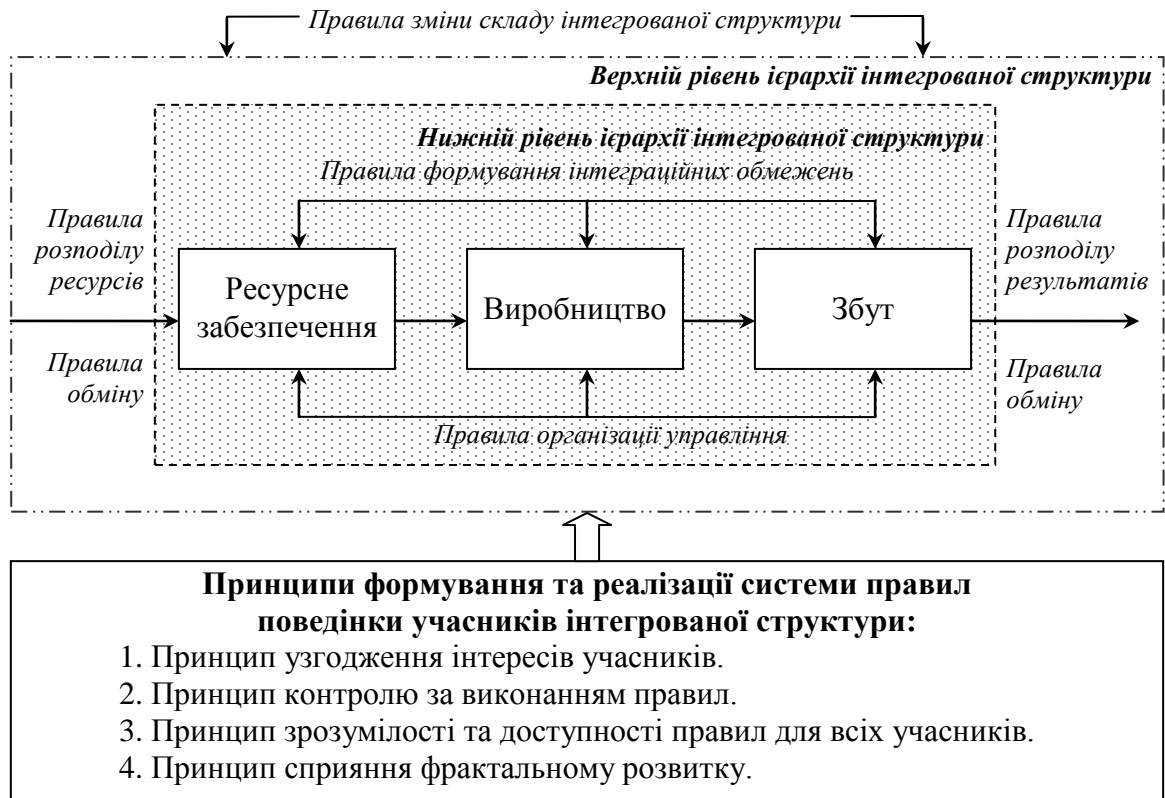 Правила зміни складу інтегрованої структури
Верхній рівень ієрархії інтегрованої структури
Нижній рівень ієрархії інтегрованої структури
Правила формування інтеграційних обмежень
Правила
розподілу
ресурсів
Правила
обміну
Ресурсне
забезпечення
Виробництво
Збут
Правила
розподілу
результатів
Правила
обміну
Правила організації управління
Принципи формування та реалізації системи правил
поведінки учасників інтегрованої структури:
1. Принцип узгодження інтересів учасників.
2. Принцип контролю за виконанням правил.
3. Принцип зрозумілості та доступності правил для всіх учасників.
4. Принцип сприяння фрактальному розвитку.